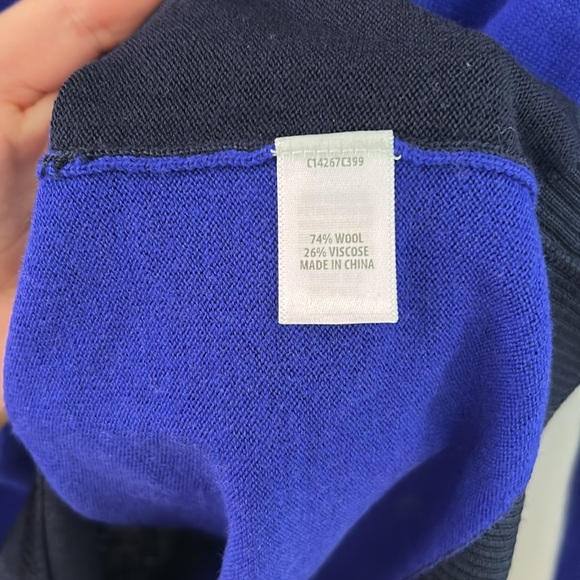 C14267C399
74% WOOL
26% VISCOSE
MADE IN CHINA